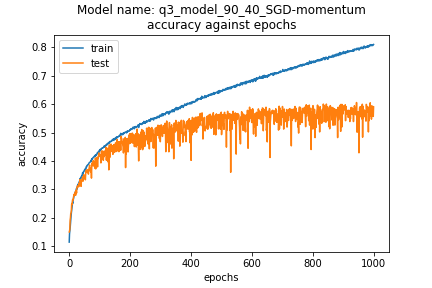 Model name: q3_model_90_40_SGD-momentum
accuracy against epochs
train
test
accuracy
0.8
0.7
0.6
0.5
0.4
0.3
0.2
0.1
0
200
400
600
800
1000
epochs